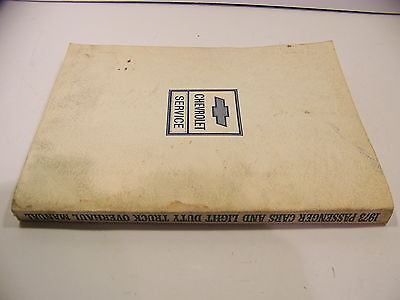 CHEVROLET
SERVICE
1973 PASSENGER CARS AND LIGHT DUTY TRUCK OVERHAUL MANUAL